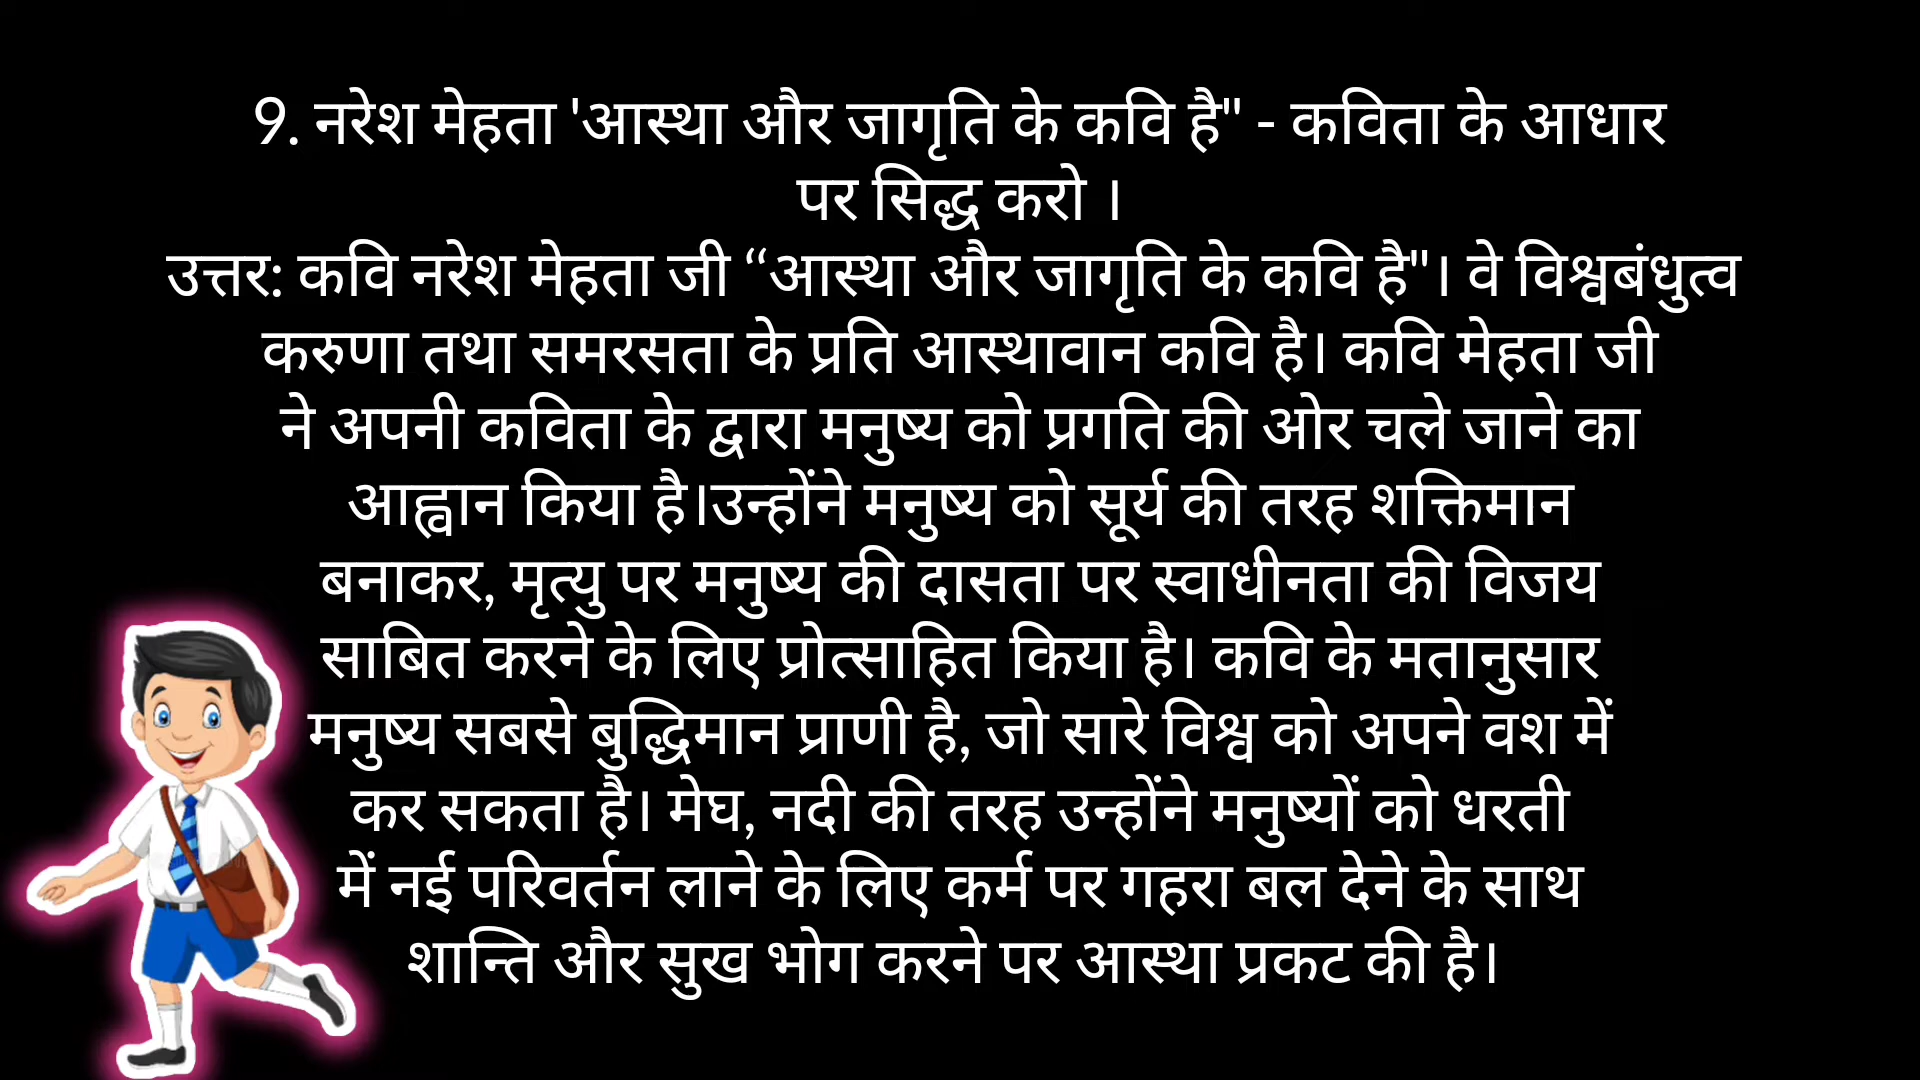 9. नरेश मेहता 'आस्था और जागृति के कवि है" - कविता के आधार
पर सिद्ध करो ।
उत्तर: कवि नरेश मेहता जी “आस्था और जागृति के कवि है"। वे विश्वबंधुत्व
करुणा तथा समरसता के प्रति आस्थावान कवि है। कवि मेहता जी
ने अपनी कविता के द्वारा मनुष्य को प्रगति की ओर चले जाने का
आह्वान किया है।उन्होंने मनुष्य को सूर्य की तरह शक्तिमान
बनाकर, मृत्यु पर मनुष्य की दासता पर स्वाधीनता की विजय
साबित करने के लिए प्रोत्साहित किया है। कवि के मतानुसार
मनुष्य सबसे बुद्धिमान प्राणी है, जो सारे विश्व को अपने वश में
कर सकता है। मेघ, नदी की तरह उन्होंने मनुष्यों को धरती
में नई परिवर्तन लाने के लिए कर्म पर गहरा बल देने के साथ
शान्ति और सुख भोग करने पर आस्था प्रकट की है।